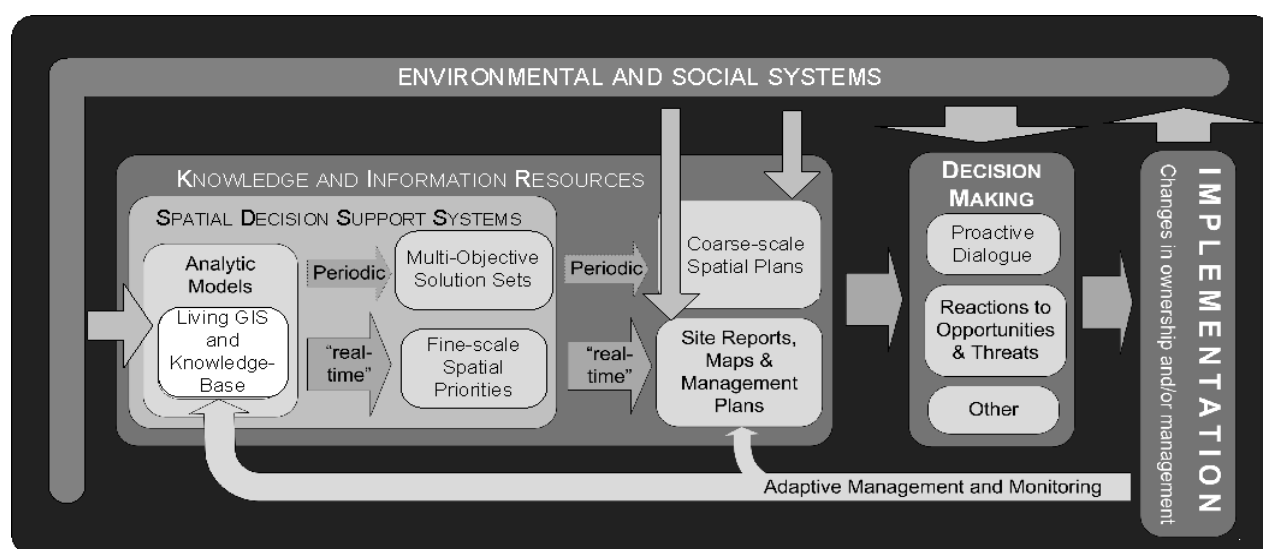 ENVIRONMENTAL AND SOCIAL SYSTEMS
KNOWLEDGE AND INFORMATION RESOURCES
SPATIAL DECISION SUPPORT SYSTEMS
Analytic
Models
Living GIS
and
Knowledge-
Base
Periodic
"real-
time"
Multi-Objective
Solution Sets
Fine-scale
Spatial
Priorities
Periodic
"real-
time"
Coarse-scale
Spatial Plans
Site Reports,
Maps &
Management
Plans
DECISION
MAKING
Proactive
Dialogue
Reactions to
Opportunities
& Threats
Other
IMPLEMENTATION
Changes in ownership and/or management
Adaptive Management and Monitoring